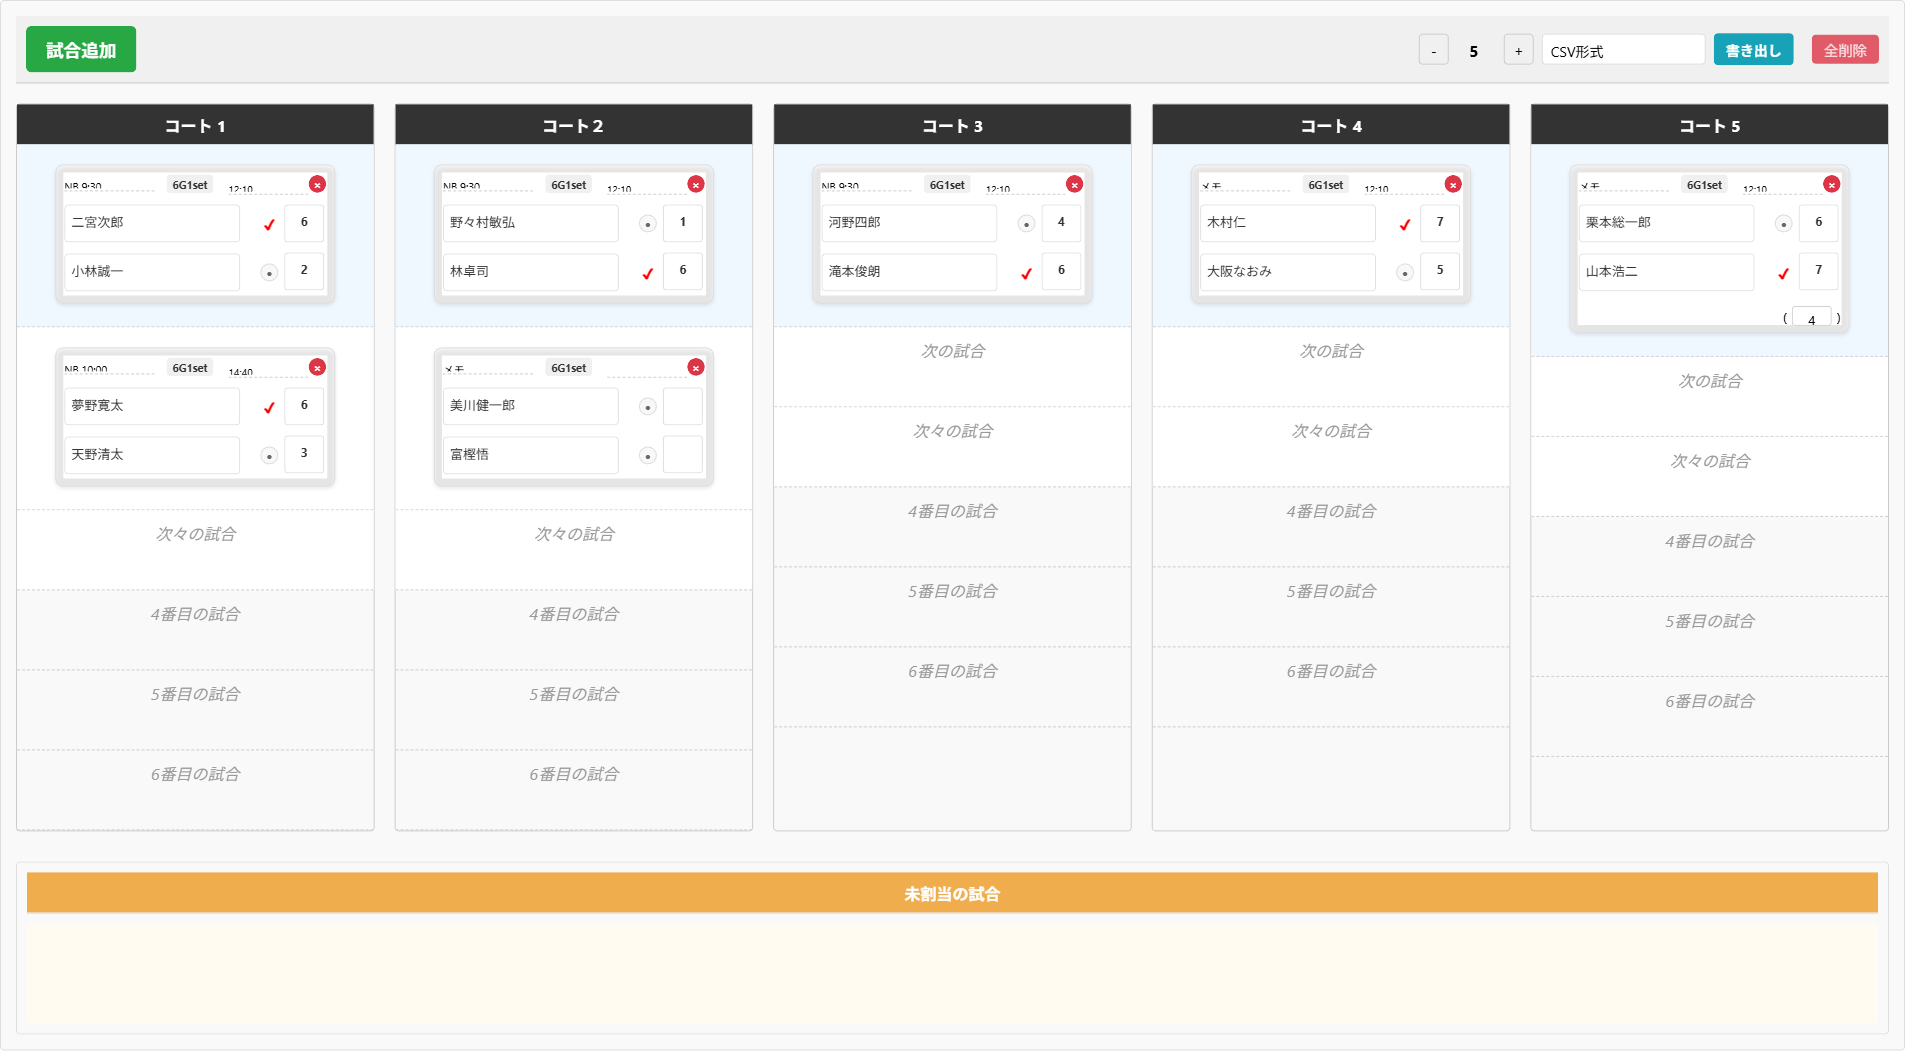 試合追加
- 5 + CSV形式 書き出し 全削除
コート 1
NB 9:30 6G1set 12:10 ×
二宮次郎 ✓ 6
小林誠一 ● 2
NB 10:00 6G1set 14:40 ×
夢野寛太 ✓ 6
天野清太 ● 3
次々の試合
4番目の試合
5番目の試合
6番目の試合
コート 2
NB 9:30 6G1set 12:10 ×
野々村敏弘 ● 1
林卓司 ✓ 6
メモ 6G1set ×
美川健一郎 ●
富樫悟 ●
次々の試合
4番目の試合
5番目の試合
6番目の試合
コート 3
NB 9:30 6G1set 12:10 ×
河野四郎 ● 4
滝本俊朗 ✓ 6
次の試合
次々の試合
4番目の試合
5番目の試合
6番目の試合
コート 4
メモ 6G1set 12:10 ×
木村仁 ✓ 7
大阪なおみ ● 5
次の試合
次々の試合
4番目の試合
5番目の試合
6番目の試合
コート 5
メモ 6G1set 12:10 ×
栗本総一郎 ● 6
山本浩二 ✓ 7
( 4 )
次の試合
次々の試合
4番目の試合
5番目の試合
6番目の試合
未割当の試合